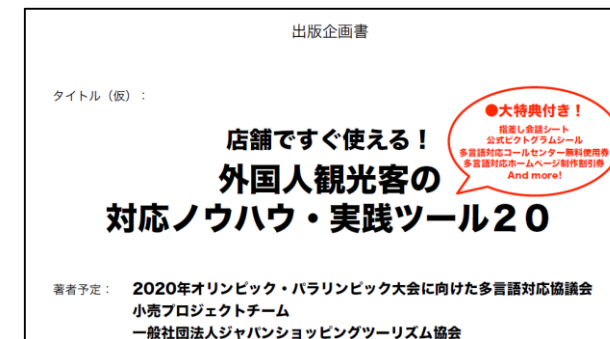 出版企画書
タイトル（仮）：
●大特典付き！
指差し会話シート
公式ピクトグラムシール
多言語対応コールセンター無料使用券
多言語対応ホームページ制作割引券
And more!
店舗ですぐ使える！
外国人観光客の
対応ノウハウ・実践ツール２０
著者予定： 2020年オリンピック・パラリンピック大会に向けた多言語対応協議会
小売プロジェクトチーム
一般社団法人ジャパンショッピングツーリズム協会